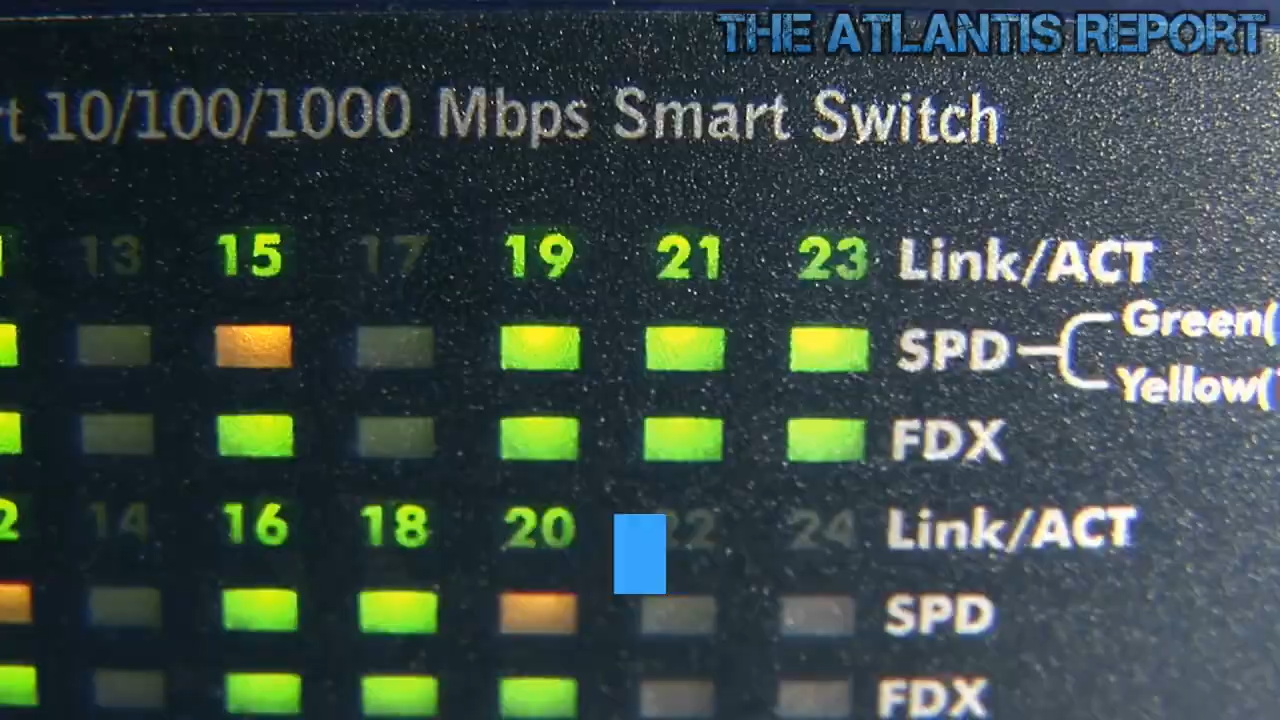 THE ATLANTIS REPORT
10/100/1000 Mbps Smart Switch
13 15 17 19 21 23 Link/ACT
Green(
SPD
Yellow(
FDX
14 16 18 20 22 24 Link/ACT
SPD
FDX